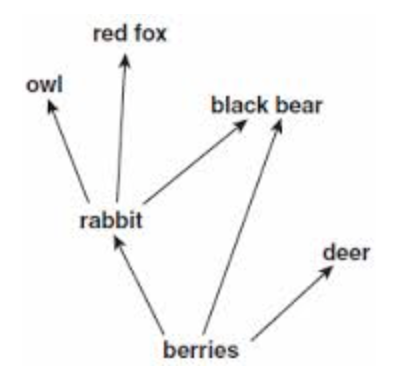 red fox
owl
black bear
rabbit
deer
berries